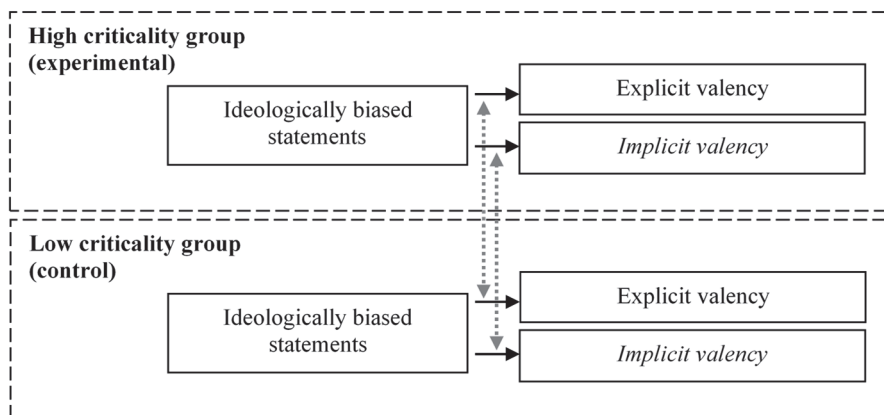 High criticality group
(experimental)
Ideologically biased
statements
Explicit valency
Implicit valency
Low criticality group
(control)
Ideologically biased
statements
Explicit valency
Implicit valency